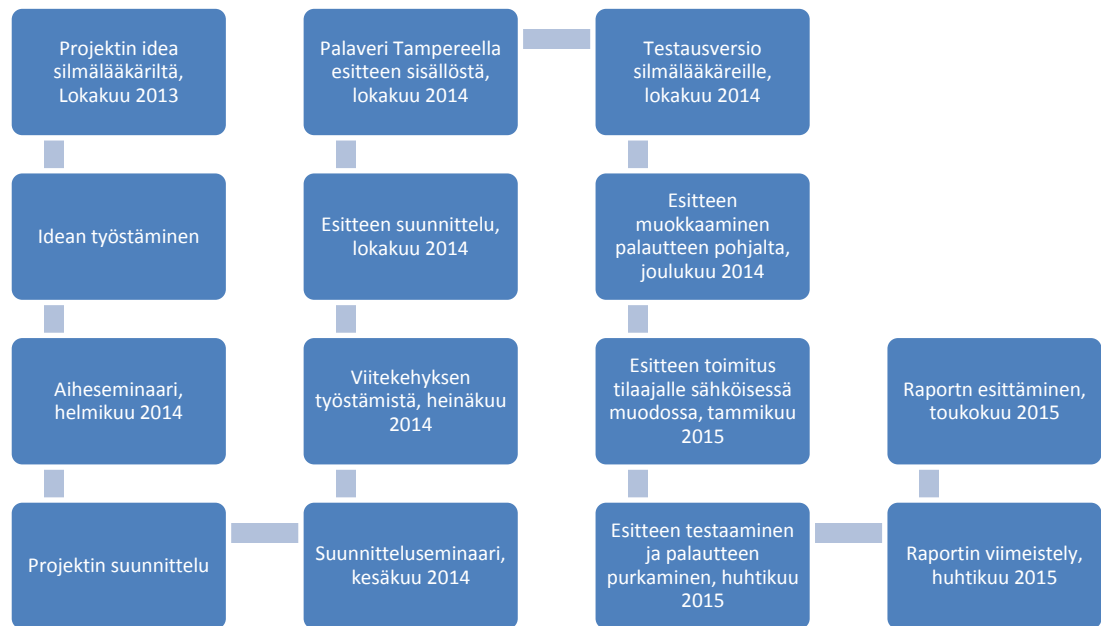 Projektin idea
silmälääkäriltä,
Lokakuu 2013
Idean työstäminen
Aiheseminaari,
helmikuu 2014
Projektin suunnittelu
Suunnitteluseminaari,
kesäkuu 2014
Viitekehyksen
työstämistä, heinäkuu
2014
Esitteen suunnittelu,
lokakuu 2014
Palaveri Tampereella
esitteen sisällöstä,
lokakuu 2014
Testausversio
silmälääkäreille,
lokakuu 2014
Esitteen
muokkaaminen
palautteen pohjalta,
joulukuu 2014
Esitteen toimitus
tilaajalle sähköisessä
muodossa, tammikuu
2015
Esitteen testaaminen
ja palautteen
purkaminen, huhtikuu
2015
Raportin viimeistely,
huhtikuu 2015
Raportn esittäminen,
toukokuu 2015